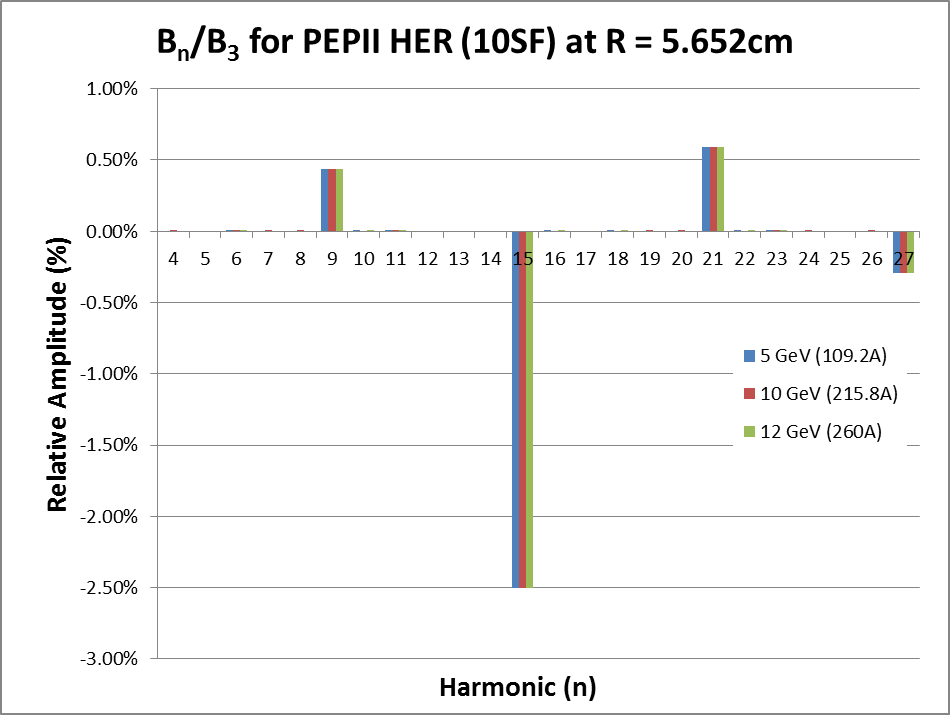 Bn/B3 for PEPII HER (10SF) at R = 5.652cm
1.00%
0.50%
0.00%
4 5 6 7 8 9 10 11 12 13 14 15 16 17 18 19 20 21 22 23 24 25 26 27
-0.50%
-1.00%
-1.50%
-2.00%
-2.50%
-3.00%
Relative Amplitude (%)
5 GeV (109.2A)
10 GeV (215.8A)
12 GeV (260A)
Harmonic (n)